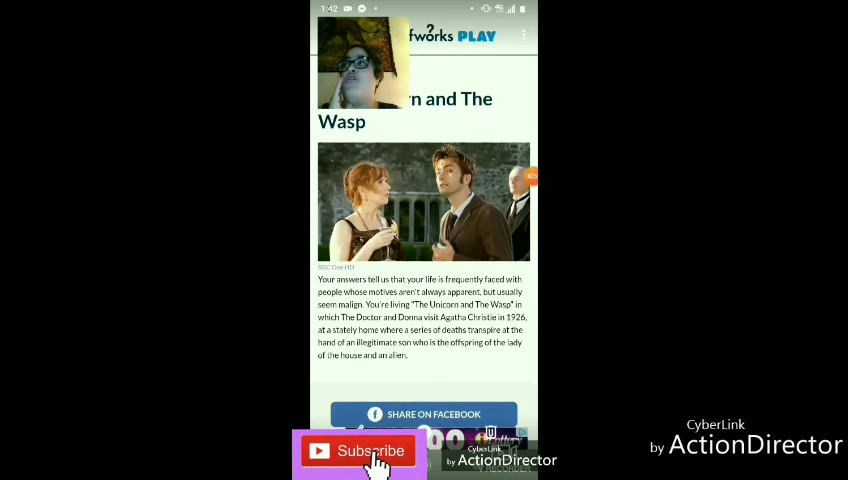 1:42
4G
fworks PLAY
n and The
Wasp
BBC One HD
Your answers tell us that your life is frequently faced with
people whose motives aren't always apparent, but usually
seem malign. You're living "The Unicorn and The Wasp" in
which The Doctor and Donna visit Agatha Christie in 1926,
at a stately home where a series of deaths transpire at the
hand of an illegitimate son who is the offspring of the lady
of the house and an alien.
f SHARE ON FACEBOOK
Subscribe
CyberLink
by ActionDirector
RECORDER
CyberLink
by ActionDirector